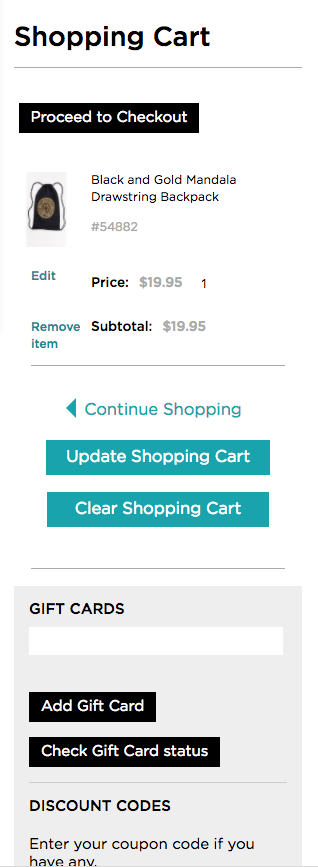 Shopping Cart
Proceed to Checkout
Black and Gold Mandala
Drawstring Backpack
#54882
Edit
Price: $19.95 1
Remove
item
Subtotal: $19.95
Continue Shopping
Update Shopping Cart
Clear Shopping Cart
GIFT CARDS
Add Gift Card
Check Gift Card status
DISCOUNT CODES
Enter your coupon code if you
have any.